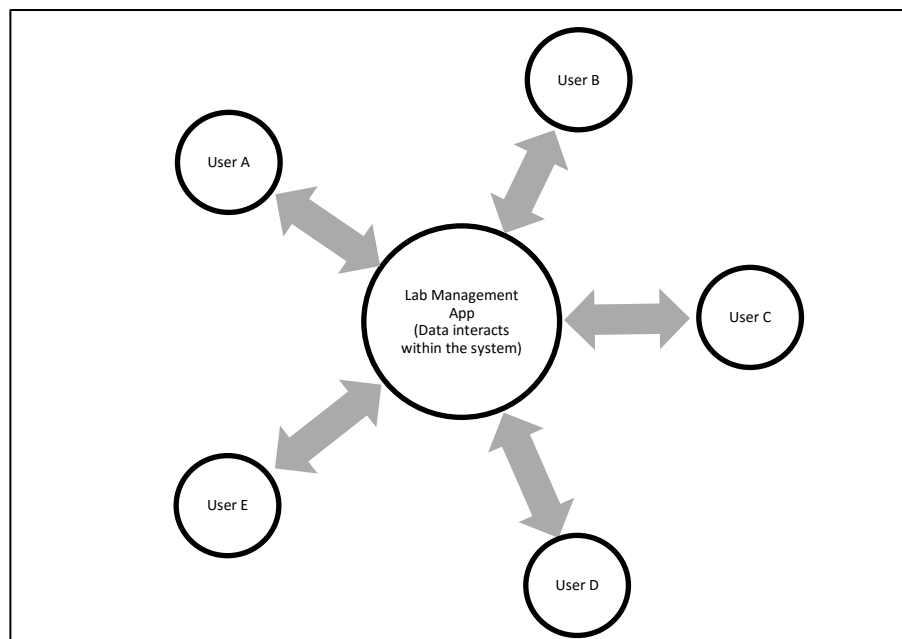 User B
User A
Lab Management
App
(Data interacts
within the system)
User C
User E
User D